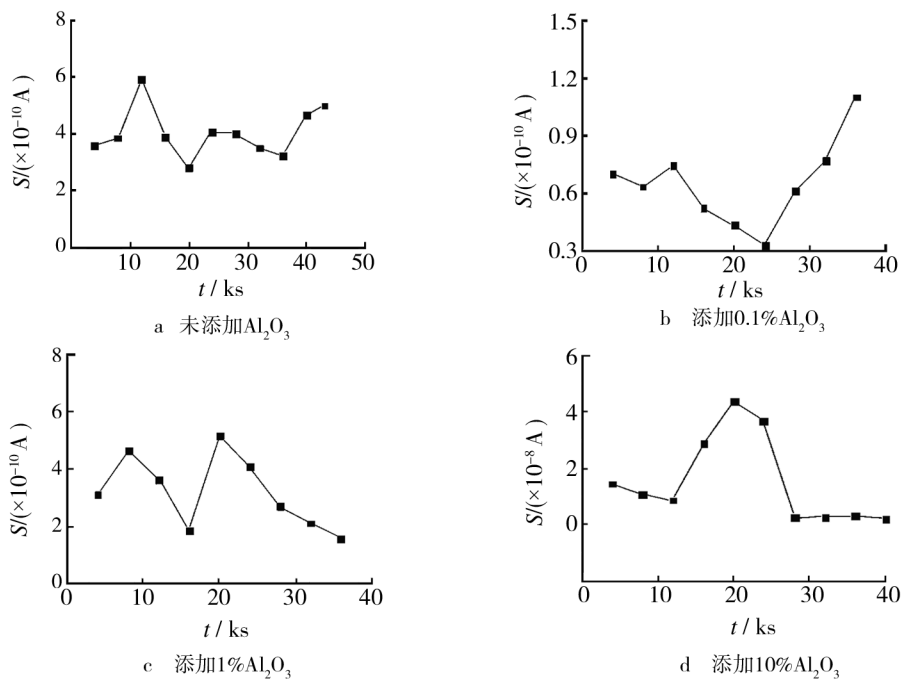 8
6
4
2
0
S/(×10⁻¹⁰ A)
10 20 30 40 50
t / ks
a 未添加Al₂O₃
1.5
1.2
0.9
0.6
0.3
S/(×10⁻¹⁰ A)
0 10 20 30 40
t / ks
b 添加0.1%Al₂O₃
8
6
4
2
0
S/(×10⁻¹⁰ A)
0 10 20 30 40
t / ks
c 添加1%Al₂O₃
6
4
2
0
S/(×10⁻⁸ A)
0 10 20 30 40
t / ks
d 添加10%Al₂O₃